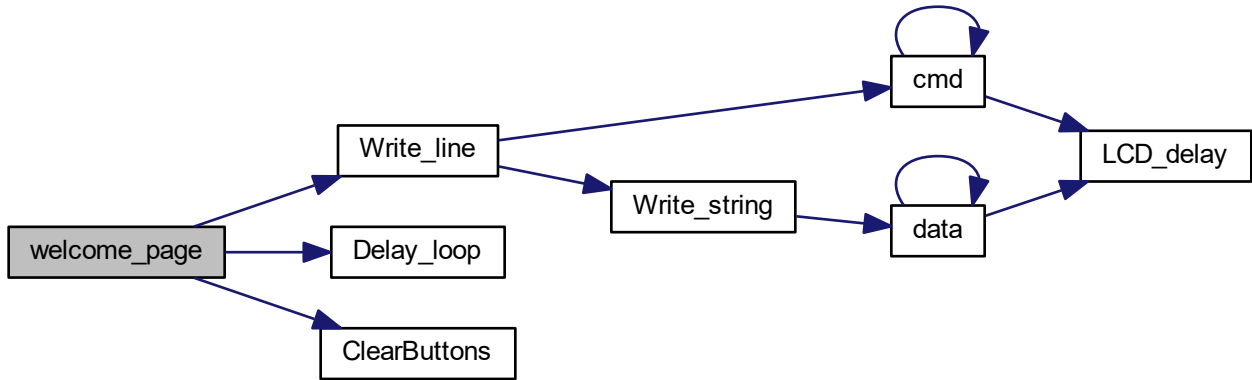 welcome_page
Write_line
Delay_loop
ClearButtons
Write_string
cmd
data
LCD_delay